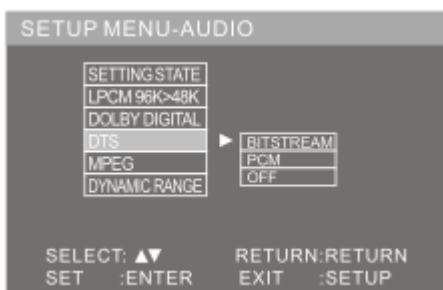 SETUP MENU-AUDIO
SETTING STATE
LPCM 96K>48K
DOLBY DIGITAL
DTS
MPEG
DYNAMIC RANGE
BITSTREAM
PCM
OFF
SELECT: ▲▼ RETURN:RETURN
SET :ENTER EXIT :SETUP